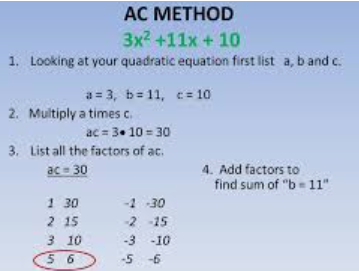 AC METHOD
3x² +11x + 10
1. Looking at your quadratic equation first list a, b and c.
a = 3, b = 11, c = 10
2. Multiply a times c.
ac = 3• 10 = 30
3. List all the factors of ac.
ac = 30
1 30 -1 -30
2 15 -2 -15
3 10 -3 -10
5 6 -5 -6
4. Add factors to
find sum of "b = 11"